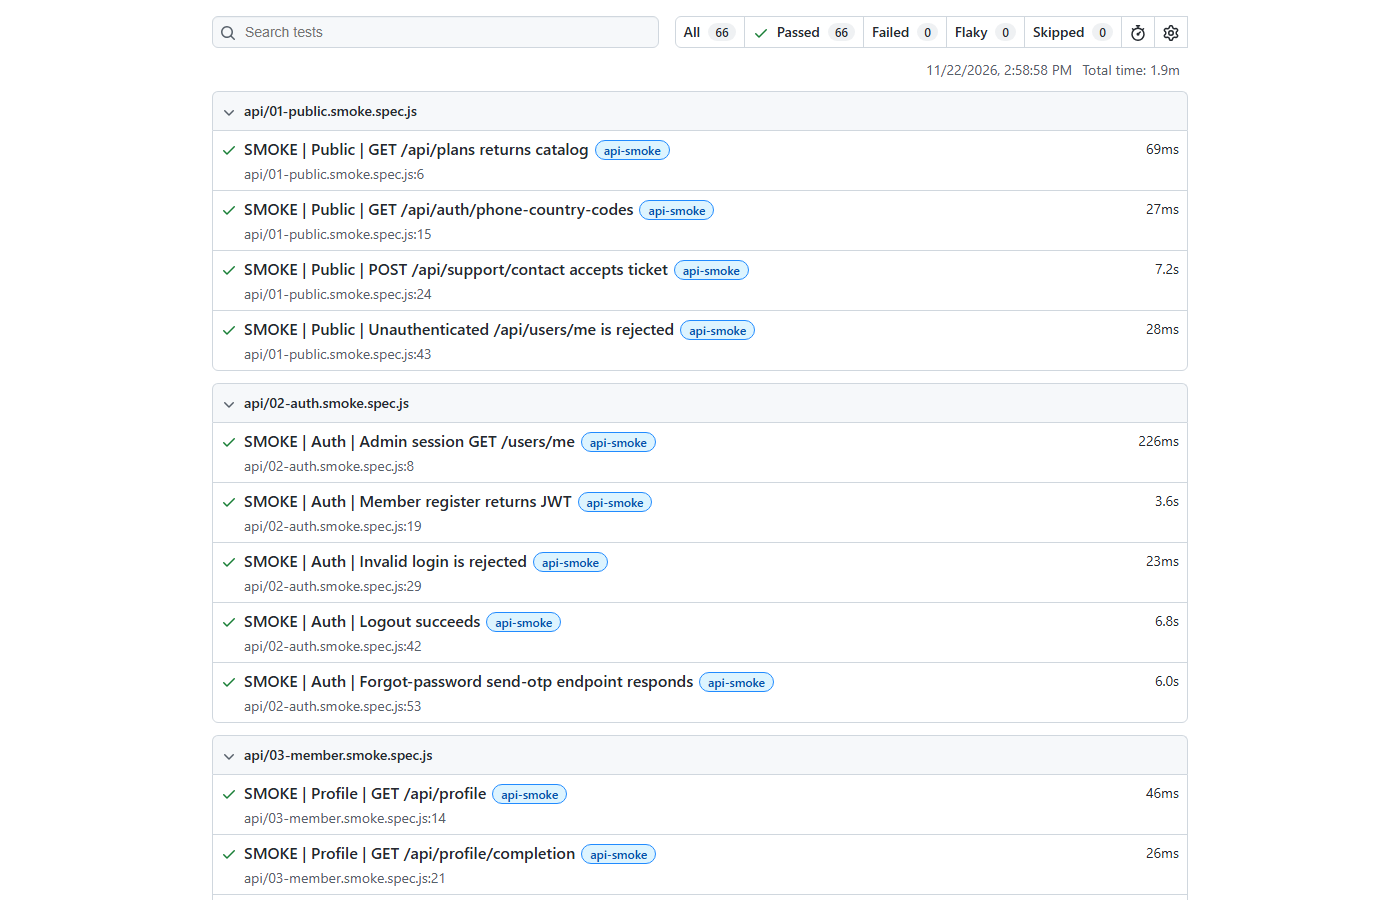 Search tests
All 66 Passed 66 Failed 0 Flaky 0 Skipped 0
11/22/2026, 2:58:58 PM Total time: 1.9m
api/01-public.smoke.spec.js
SMOKE | Public | GET /api/plans returns catalog api-smoke 69ms
api/01-public.smoke.spec.js:6
SMOKE | Public | GET /api/auth/phone-country-codes api-smoke 27ms
api/01-public.smoke.spec.js:15
SMOKE | Public | POST /api/support/contact accepts ticket api-smoke 7.2s
api/01-public.smoke.spec.js:24
SMOKE | Public | Unauthenticated /api/users/me is rejected api-smoke 28ms
api/01-public.smoke.spec.js:43
api/02-auth.smoke.spec.js
SMOKE | Auth | Admin session GET /users/me api-smoke 226ms
api/02-auth.smoke.spec.js:8
SMOKE | Auth | Member register returns JWT api-smoke 3.6s
api/02-auth.smoke.spec.js:19
SMOKE | Auth | Invalid login is rejected api-smoke 23ms
api/02-auth.smoke.spec.js:29
SMOKE | Auth | Logout succeeds api-smoke 6.8s
api/02-auth.smoke.spec.js:42
SMOKE | Auth | Forgot-password send-otp endpoint responds api-smoke 6.0s
api/02-auth.smoke.spec.js:53
api/03-member.smoke.spec.js
SMOKE | Profile | GET /api/profile api-smoke 46ms
api/03-member.smoke.spec.js:14
SMOKE | Profile | GET /api/profile/completion api-smoke 26ms
api/03-member.smoke.spec.js:21